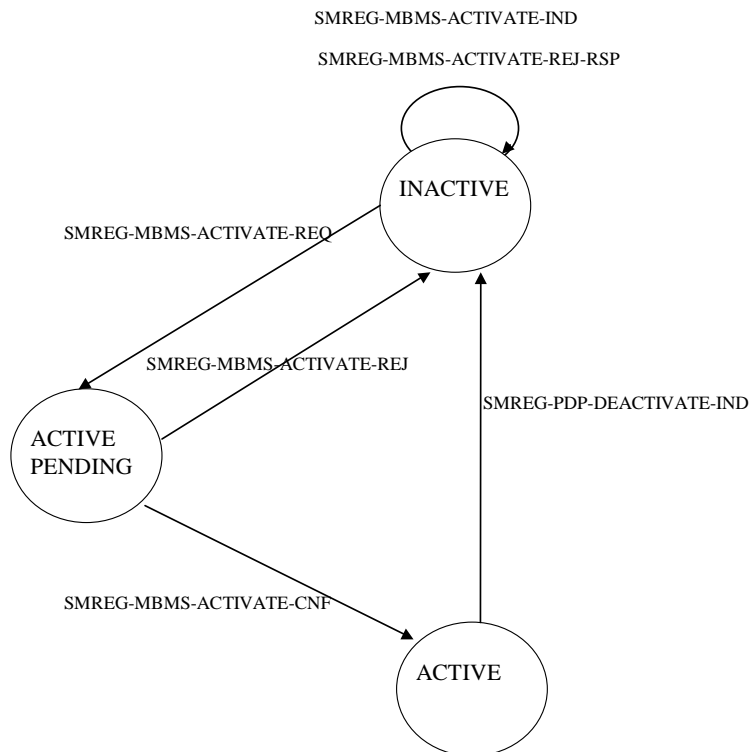 SMREG-MBMS-ACTIVATE-IND
SMREG-MBMS-ACTIVATE-REJ-RSP
INACTIVE
SMREG-MBMS-ACTIVATE-REQ
SMREG-MBMS-ACTIVATE-REJ
SMREG-PDP-DEACTIVATE-IND
ACTIVE
PENDING
SMREG-MBMS-ACTIVATE-CNF
ACTIVE